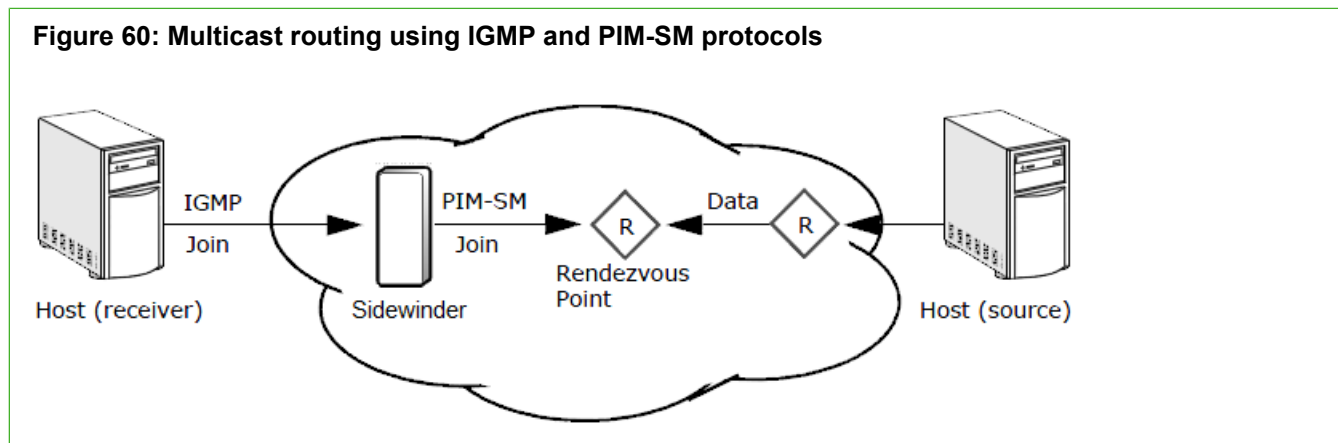 Figure 60: Multicast routing using IGMP and PIM-SM protocols
IGMP
Join
PIM-SM
Join
R
Data
R
Rendezvous
Point
Host (receiver)
Sidewinder
Host (source)